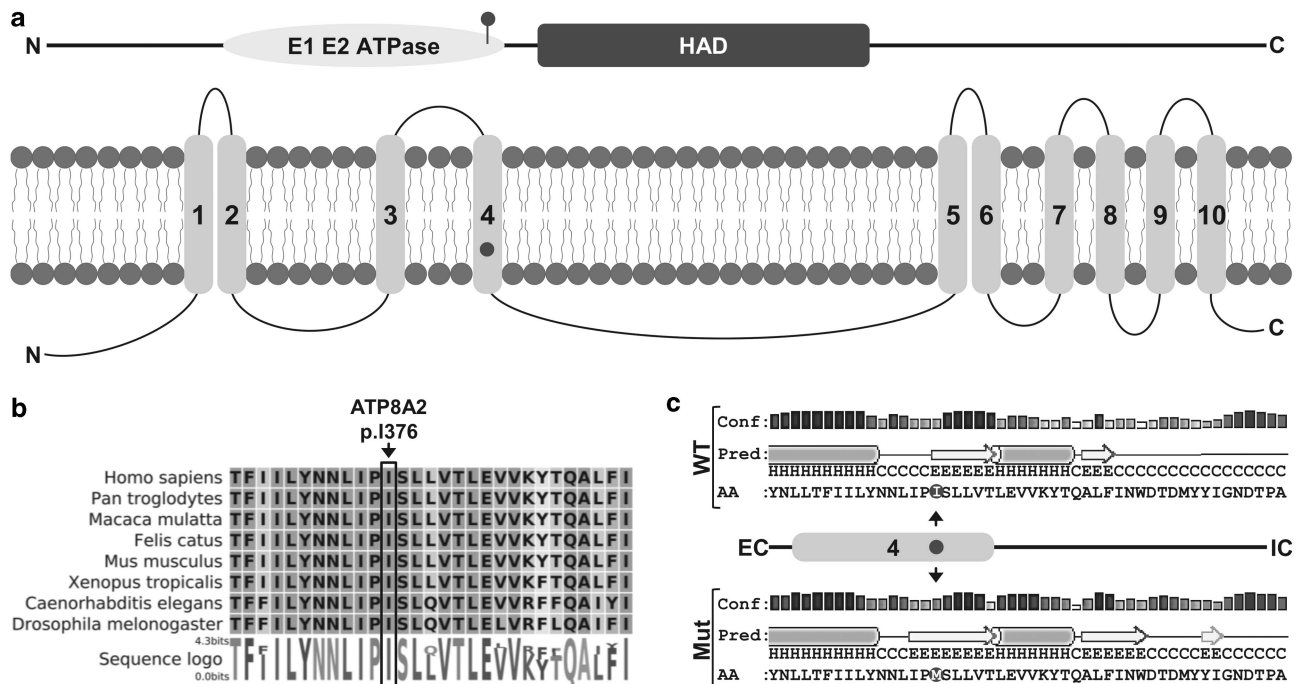 a
N E1 E2 ATPase HAD C
1 2 3 4 5 6 7 8 9 10
N C
b
ATP8A2
p.I376
Homo sapiens TFIILYNNLIPISLLVTLEVVKYTQALFI
Pan troglodytes TFIILYNNLIPISLLVTLEVVKYTQALFI
Macaca mulatta TFIILYNNLIPISLLVTLEVVKYTQALFI
Felis catus TFIILYNNLIPISLLVTLEVVKYTQALFI
Mus musculus TFIILYNNLIPISLLVTLEVVKYTQALFI
Xenopus tropicalis TFIILYNNLIPISLLVTLEVVKFTQALFI
Caenorhabditis elegans TFFILYNNLIPISLQVTLEVVRFFQAIYI
Drosophila melonogaster TFFILYNNLIPISLQVTLELVRFLQAIFI
4.3bits
Sequence logo
0.0bits
c
WT
Conf:
Pred:
HHHHHHHHHHCCCCCEEEEEEHHHHHHHCEEECCCCCCCCCCCCCCCC
AA :YNLLTFIILYNNLIPISLLVTLEVVKYTQALFINWDTDMYYIGNDTPA
EC 4 IC
Mut
Conf:
Pred:
HHHHHHHHHHCCCEEEEEEEEHHHHHHHCEEEEEECCCCCEECCCCCC
AA :YNLLTFIILYNNLIPMSLLVTLEVVKYTQALFINWDTDMYYIGNDTPA